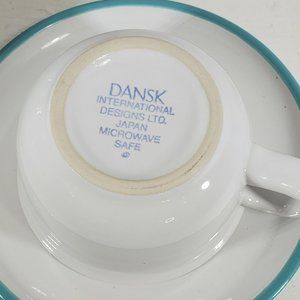 DANSK
INTERNATIONAL
DESIGNS LTD.
JAPAN
MICROWAVE
SAFE